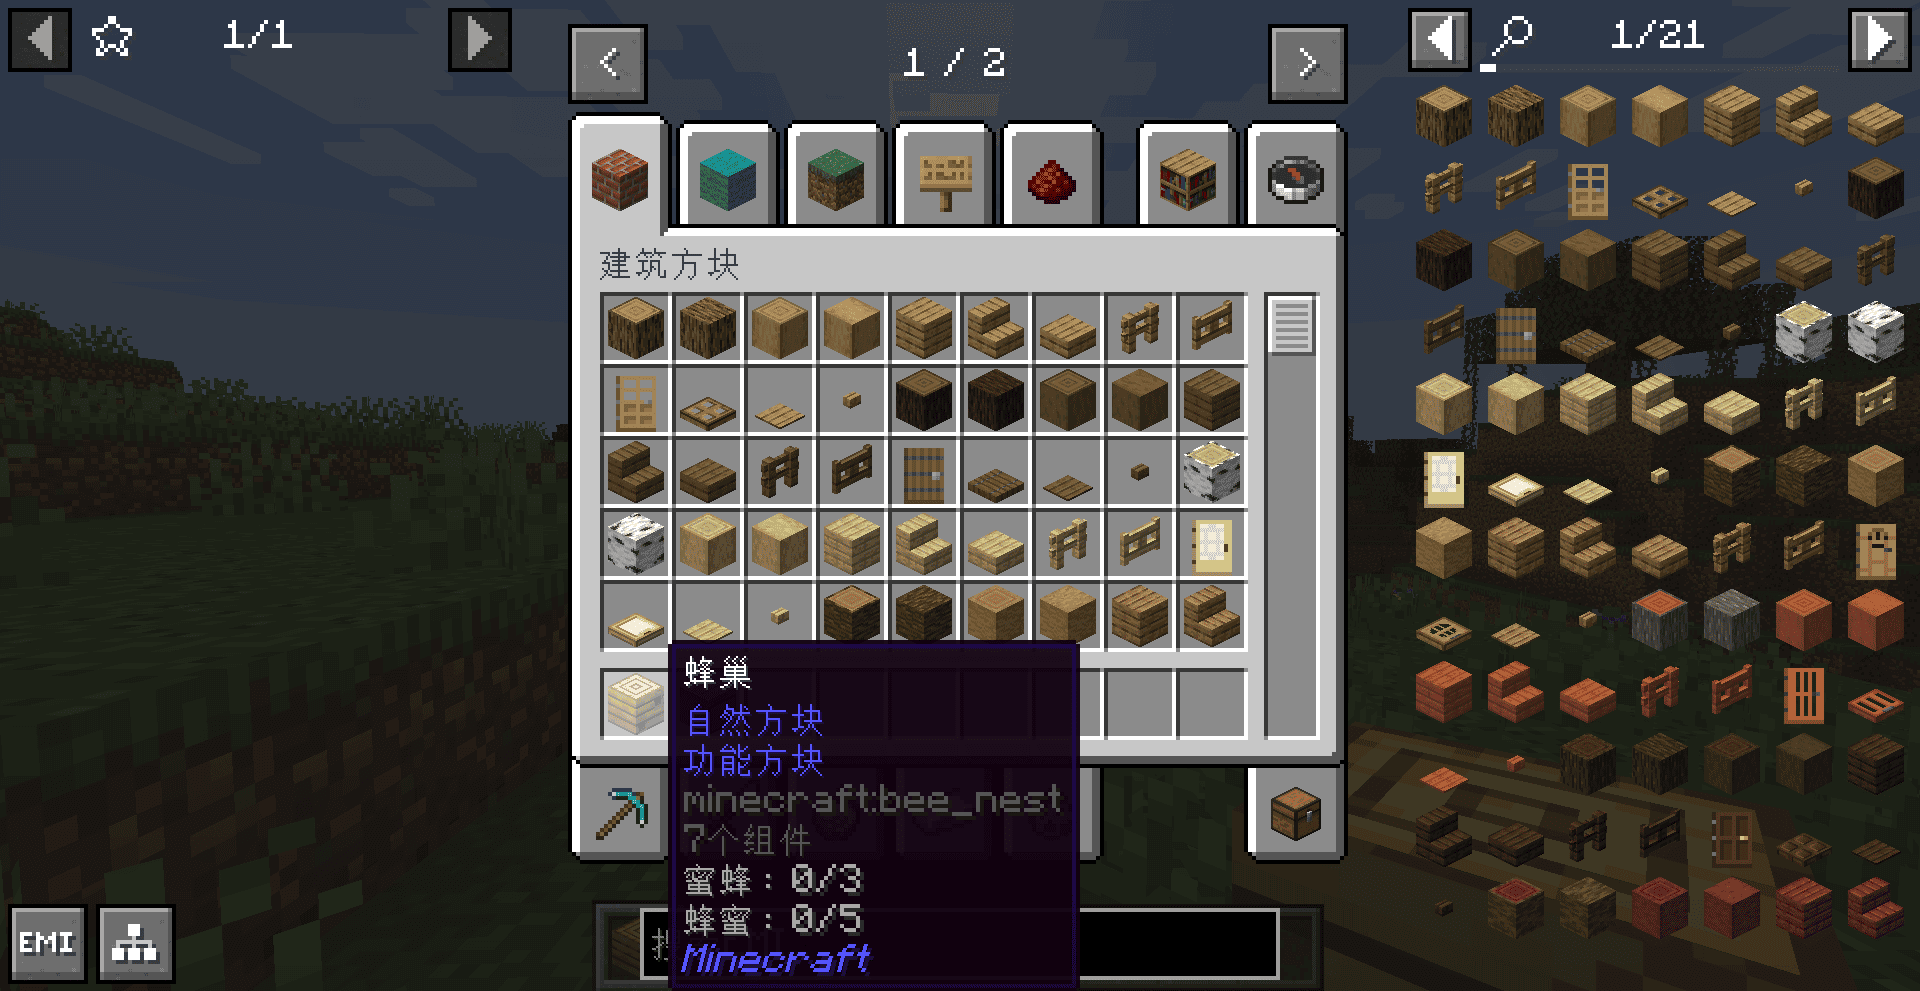 1/1
1 / 2
1/21
建筑方块
蜂巢
自然方块
功能方块
minecraft:bee_nest
7个组件
蜜蜂：0/3
蜂蜜：0/5
Minecraft
EMI